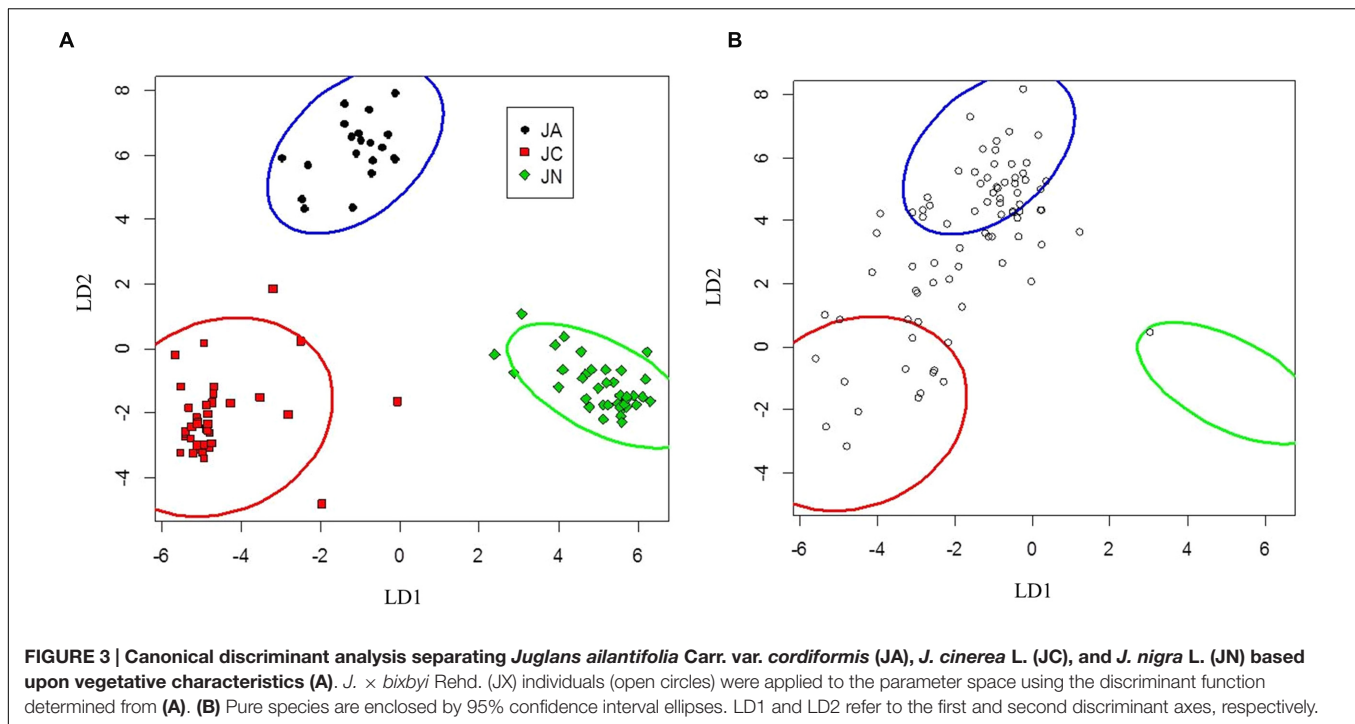 A
B
8
6
4
2
0
-2
-4
LD2
JA
JC
JN
-6
-4
-2
0
2
4
6
LD1
8
6
4
2
0
-2
-4
LD2
-6
-4
-2
0
2
4
6
LD1
FIGURE 3 | Canonical discriminant analysis separating Juglans ailantifolia Carr. var. cordiformis (JA), J. cinerea L. (JC), and J. nigra L. (JN) based
upon vegetative characteristics (A). J. × bixbyi Rehd. (JX) individuals (open circles) were applied to the parameter space using the discriminant function
determined from (A). (B) Pure species are enclosed by 95% confidence interval ellipses. LD1 and LD2 refer to the first and second discriminant axes, respectively.